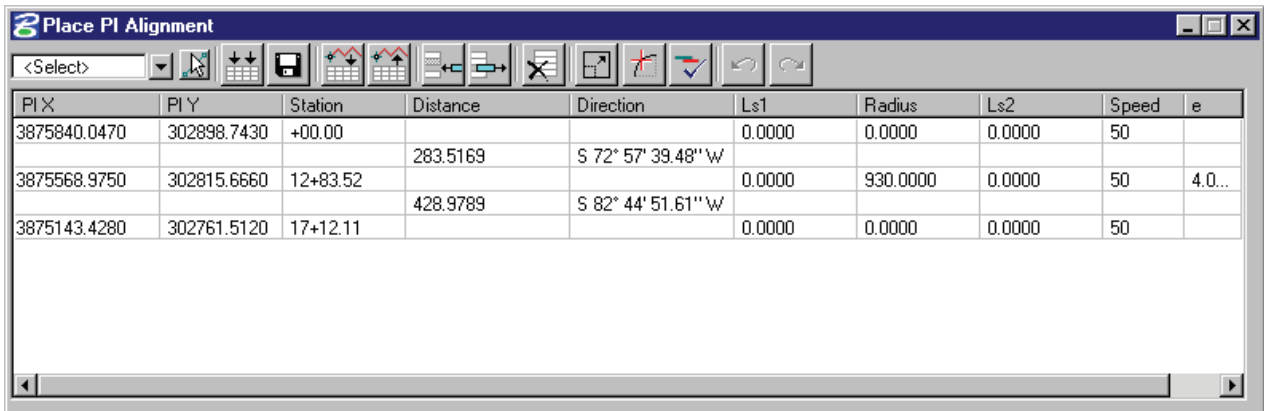 Place PI Alignment
<Select>
PI X PI Y Station Distance Direction Ls1 Radius Ls2 Speed e
3875840.0470 302898.7430 +00.00 0.0000 0.0000 0.0000 50
283.5169 S 72° 57' 39.48'' W
3875568.9750 302815.6660 12+83.52 0.0000 930.0000 0.0000 50 4.0...
428.9789 S 82° 44' 51.61'' W
3875143.4280 302761.5120 17+12.11 0.0000 0.0000 0.0000 50